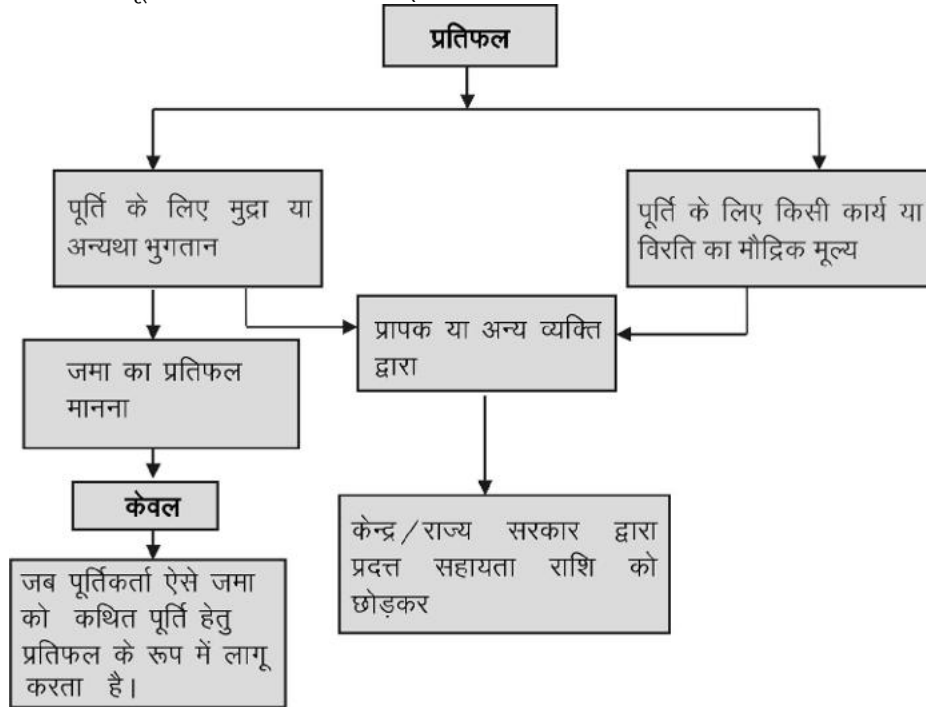 प्रतिफल
पूर्ति के लिए मुद्रा या
अन्यथा भुगतान
पूर्ति के लिए किसी कार्य या
विरति का मौद्रिक मूल्य
प्रापक या अन्य व्यक्ति
द्वारा
जमा का प्रतिफल
मानना
केवल
केन्द्र/राज्य सरकार द्वारा
प्रदत्त सहायता राशि को
छोड़कर
जब पूर्तिकर्ता ऐसे जमा
को कथित पूर्ति हेतु
प्रतिफल के रूप में लागू
करता है।